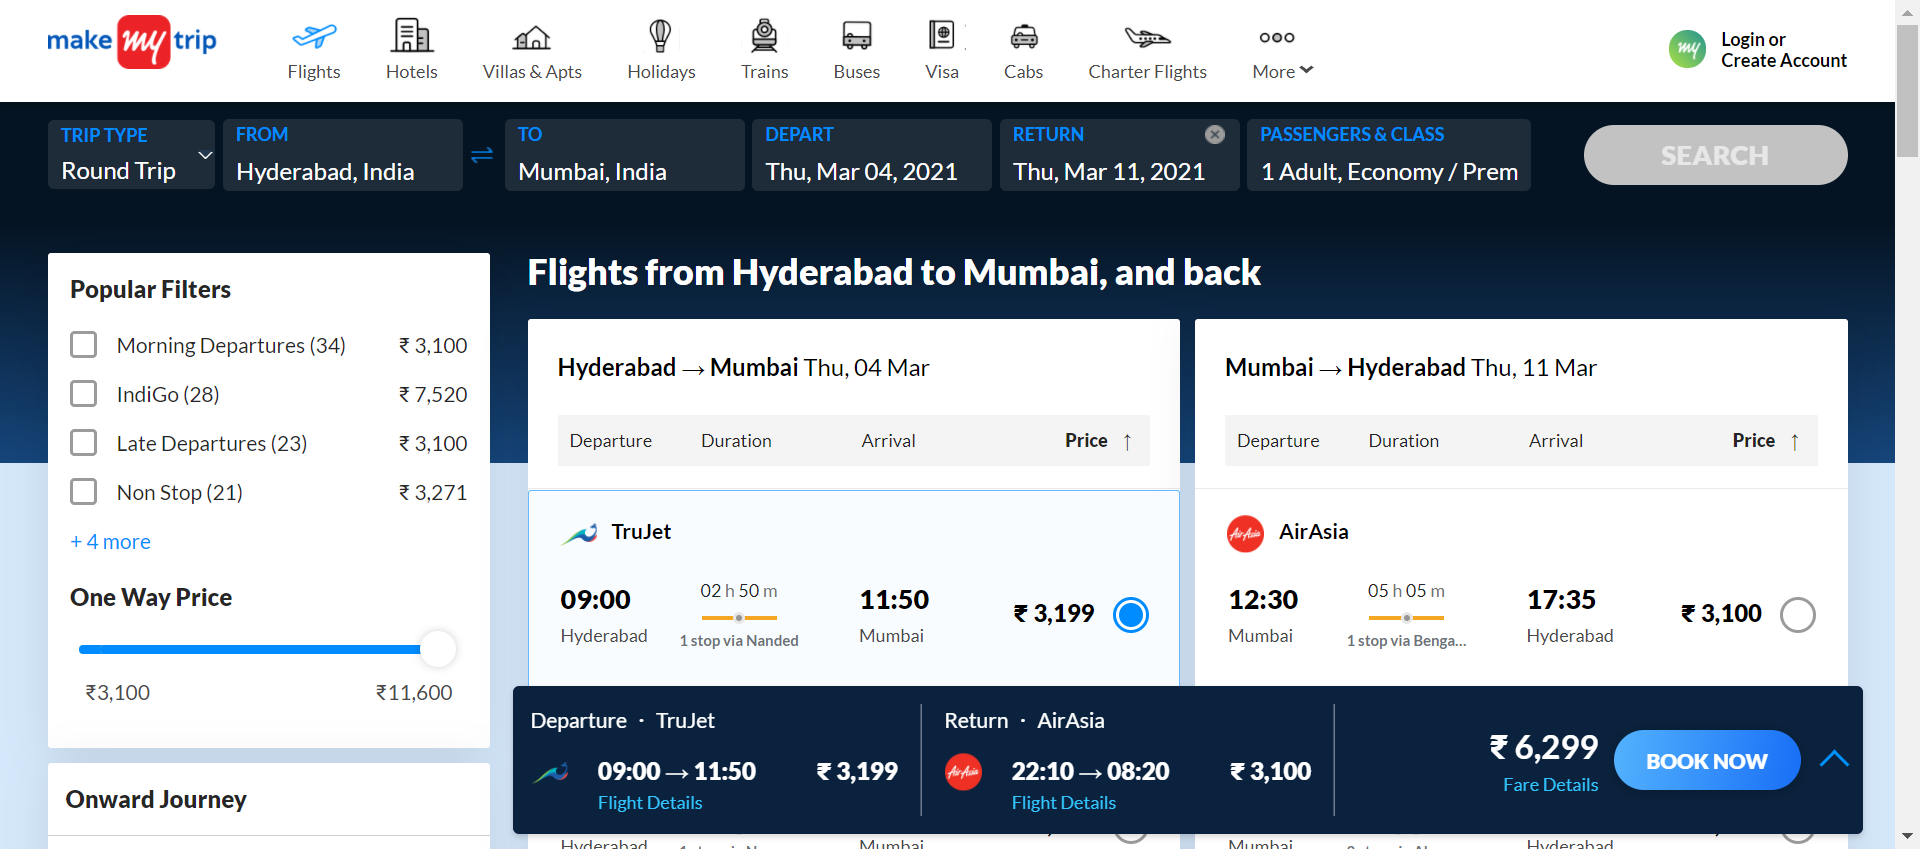 make my trip
Flights
Hotels
Villas & Apts
Holidays
Trains
Buses
Visa
Cabs
Charter Flights
More
my
Login or
Create Account
TRIP TYPE
Round Trip
FROM
Hyderabad, India
TO
Mumbai, India
DEPART
Thu, Mar 04, 2021
RETURN
Thu, Mar 11, 2021
PASSENGERS & CLASS
1 Adult, Economy / Prem
SEARCH
Popular Filters
Morning Departures (34) ₹ 3,100
IndiGo (28) ₹ 7,520
Late Departures (23) ₹ 3,100
Non Stop (21) ₹ 3,271
+ 4 more
One Way Price
₹3,100 ₹11,600
Onward Journey
Flights from Hyderabad to Mumbai, and back
Hyderabad → Mumbai Thu, 04 Mar
Departure Duration Arrival Price ↑
TruJet
09:00 02 h 50 m 11:50 ₹ 3,199
Hyderabad 1 stop via Nanded Mumbai
Mumbai → Hyderabad Thu, 11 Mar
Departure Duration Arrival Price ↑
AirAsia AirAsia
12:30 05 h 05 m 17:35 ₹ 3,100
Mumbai 1 stop via Benga... Hyderabad
Departure · TruJet
09:00 → 11:50 ₹ 3,199
Flight Details
Return · AirAsia
AirAsia 22:10 → 08:20 ₹ 3,100
Flight Details
₹ 6,299
Fare Details
BOOK NOW
Hyderabad Mumbai
Mumbai Hyderabad